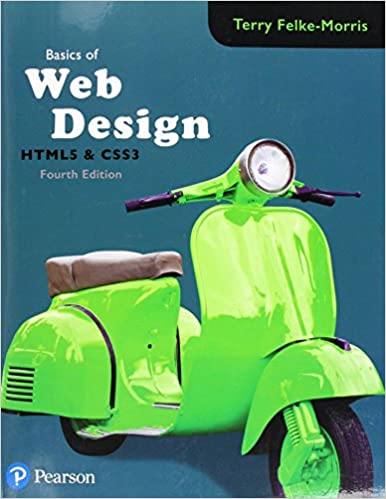 Terry Felke-Morris
Basics of
Web
Design
HTML5 & CSS3
Fourth Edition
Pearson